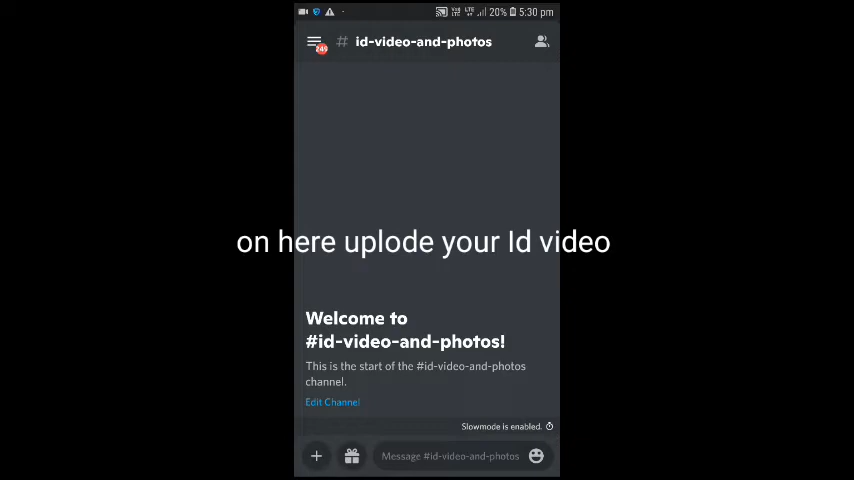 20% 5:30 pm
249
# id-video-and-photos
on here uplode your Id video
Welcome to
#id-video-and-photos!
This is the start of the #id-video-and-photos
channel.
Edit Channel
Slowmode is enabled.
Message #id-video-and-photos